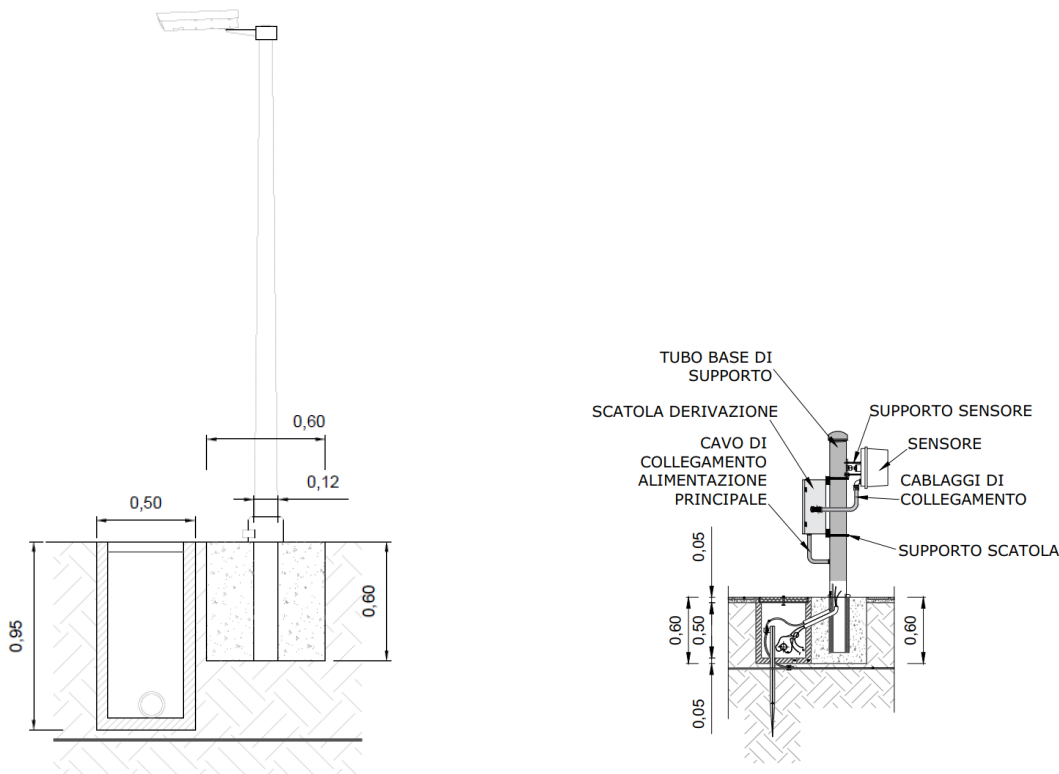 0,60
0,12
0,50
0,95
0,60
TUBO BASE DI
SUPPORTO
SCATOLA DERIVAZIONE
CAVO DI
COLLEGAMENTO
ALIMENTAZIONE
PRINCIPALE
SUPPORTO SENSORE
SENSORE
CABLAGGI DI
COLLEGAMENTO
SUPPORTO SCATOLA
0,05
0,60
0,50
0,60
0,05